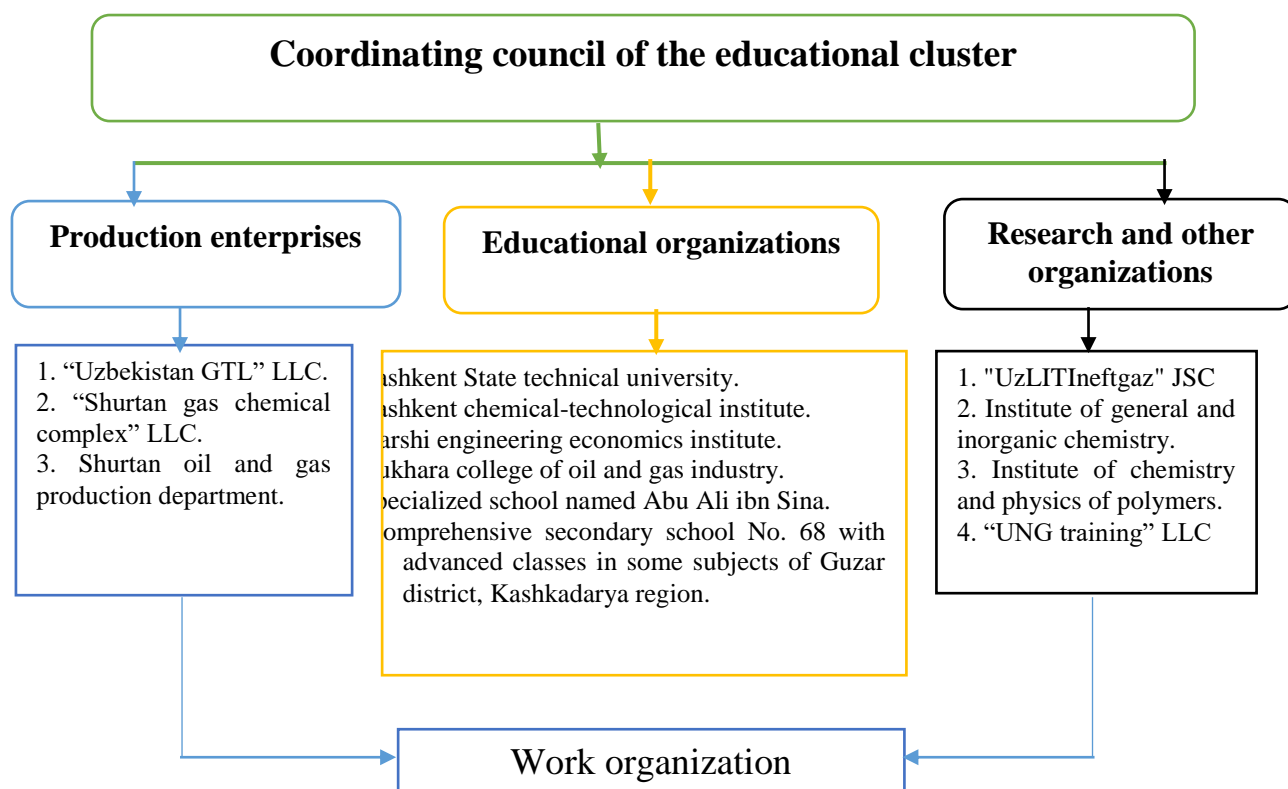 Coordinating council of the educational cluster
Production enterprises
Educational organizations
Research and other
organizations
1. “Uzbekistan GTL” LLC.
2. “Shurtan gas chemical
complex” LLC.
3. Shurtan oil and gas
production department.
ashkent State technical university.
ashkent chemical-technological institute.
arshi engineering economics institute.
ukhara college of oil and gas industry.
pecialized school named Abu Ali ibn Sina.
omprehensive secondary school No. 68 with
advanced classes in some subjects of Guzar
district, Kashkadarya region.
1. "UzLITIneftgaz" JSC
2. Institute of general and
inorganic chemistry.
3. Institute of chemistry
and physics of polymers.
4. “UNG training” LLC
Work organization